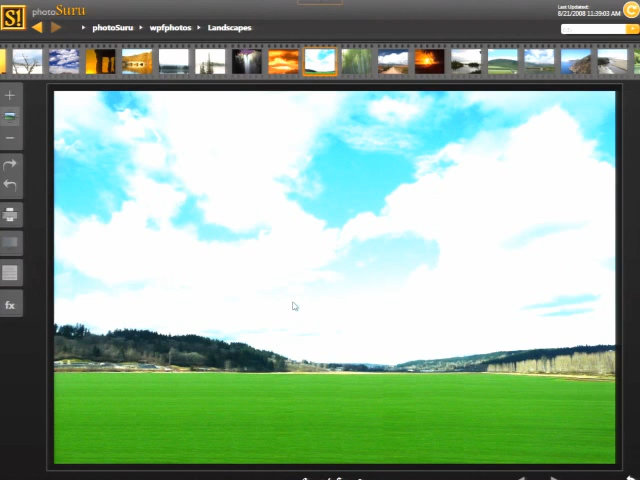 S!
photoSuru
Last Updated:
8/21/2008 11:39:03 AM
photoSuru wpfphotos Landscapes
fx